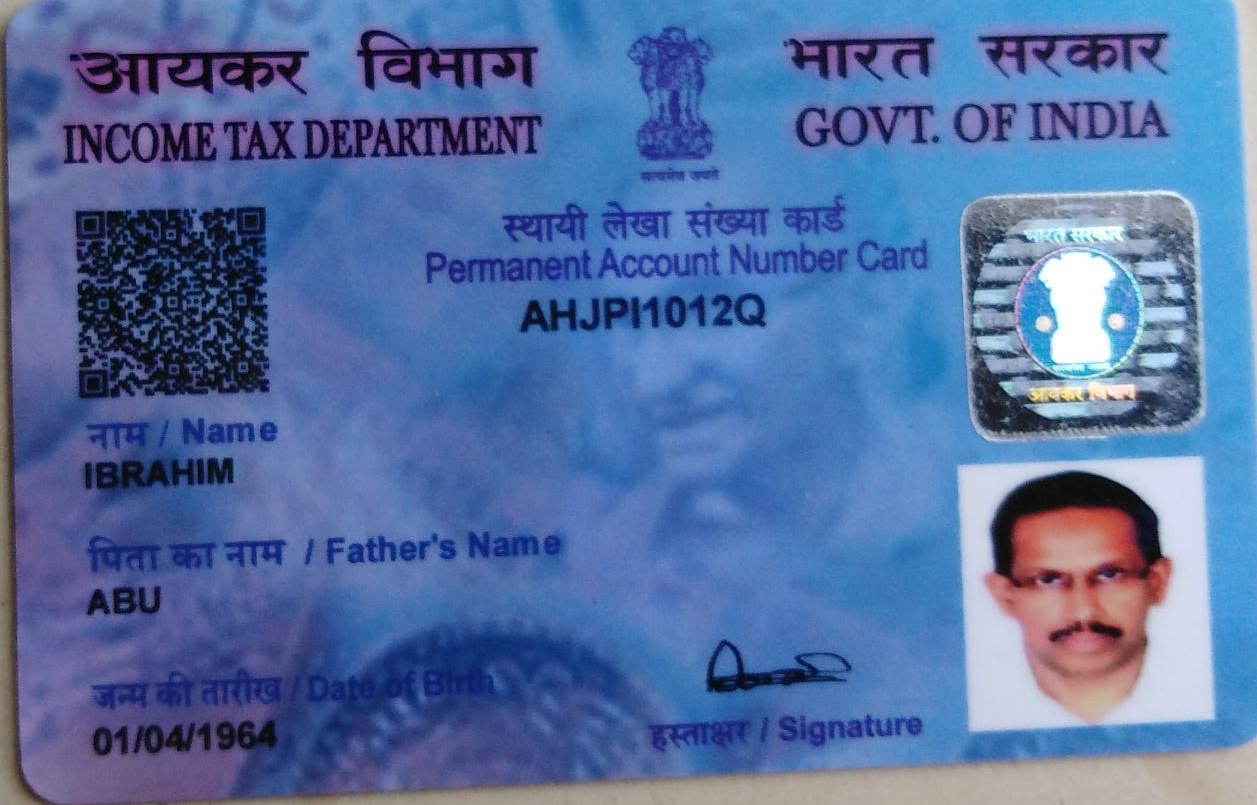 आयकर विभाग
INCOME TAX DEPARTMENT
सत्यमेव जयते
भारत सरकार
GOVT. OF INDIA
स्थायी लेखा संख्या कार्ड
Permanent Account Number Card
AHJPI1012Q
भारत सरकार
आयकर विभाग
नाम / Name
IBRAHIM
पिता का नाम / Father's Name
ABU
जन्म की तारीख / Date of Birth
01/04/1964
हस्ताक्षर / Signature